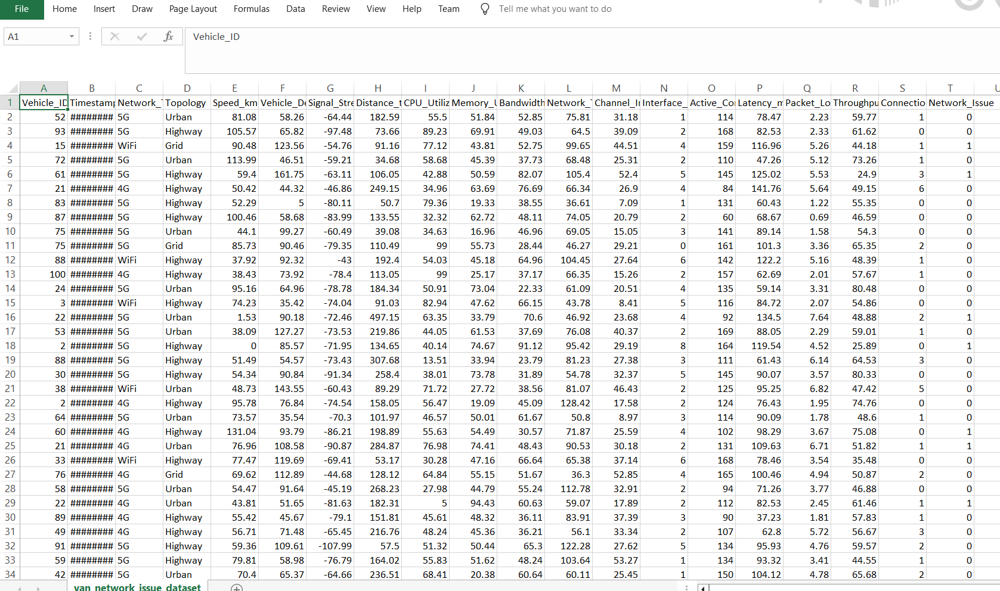 File Home Insert Draw Page Layout Formulas Data Review View Help Team Tell me what you want to do
A1 fx Vehicle_ID
A B C D E F G H I J K L M N O P Q R S T U
1 Vehicle_ID Timestamp Network_T Topology Speed_km Vehicle_De Signal_Stre Distance_t CPU_Utiliz Memory_U Bandwidth Network_T Channel_I Interface_ Active_Co Latency_m Packet_Lo Throughpu Connectio Network_Issue
2 52 ######## 5G Urban 81.08 58.26 -64.44 182.59 55.5 51.84 52.85 75.81 31.18 1 114 78.47 2.23 59.77 1 0
3 93 ######## 5G Highway 105.57 65.82 -97.48 73.66 89.23 69.91 49.03 64.5 39.09 2 168 82.53 2.33 61.62 0 0
4 15 ######## WiFi Grid 90.48 123.56 -54.76 91.16 77.12 43.81 52.75 99.65 44.51 4 159 116.96 5.26 44.18 1 1
5 72 ######## 5G Urban 113.99 46.51 -59.21 34.68 58.68 45.39 37.73 68.48 25.31 2 110 47.26 5.12 73.26 1 0
6 61 ######## 5G Highway 59.4 161.75 -63.11 106.05 42.88 50.59 82.07 105.4 52.4 5 145 125.02 5.53 24.9 3 1
7 21 ######## 4G Highway 50.42 44.32 -46.86 249.15 34.96 63.69 76.69 66.34 26.9 4 84 141.76 5.64 49.15 6 0
8 83 ######## 5G Highway 52.29 5 -80.11 50.7 79.36 19.33 38.55 36.61 7.09 1 131 60.43 1.22 55.35 0 0
9 87 ######## 5G Highway 100.46 58.68 -83.99 133.55 32.32 62.72 48.11 74.05 20.79 2 60 68.67 0.69 46.59 0 0
10 75 ######## 5G Urban 44.1 99.27 -60.49 39.08 34.63 16.96 46.96 69.05 15.05 3 141 89.14 1.58 54.3 0 0
11 75 ######## 5G Grid 85.73 90.46 -79.35 110.49 99 55.73 28.44 46.27 29.21 0 161 101.3 3.36 65.35 2 0
12 88 ######## WiFi Highway 37.92 92.32 -43 192.4 54.03 45.18 64.96 104.45 27.64 6 142 122.2 5.16 48.39 1 0
13 100 ######## 4G Highway 38.43 73.92 -78.4 113.05 99 25.17 37.17 66.35 15.26 2 157 62.69 2.01 57.67 1 0
14 24 ######## 5G Urban 95.16 64.96 -78.78 184.34 50.91 73.04 22.33 61.09 20.51 4 135 59.14 3.31 80.48 0 0
15 3 ######## WiFi Highway 74.23 35.42 -74.04 91.03 82.94 47.62 66.15 43.78 8.41 5 116 84.72 2.07 54.86 0 0
16 22 ######## 5G Urban 1.53 90.18 -72.46 497.15 63.35 33.79 70.6 46.92 23.68 4 92 134.5 7.64 48.88 2 1
17 53 ######## 5G Urban 38.09 127.27 -73.53 219.86 44.05 61.53 37.69 76.08 40.37 2 169 88.05 2.29 59.01 1 0
18 2 ######## 5G Highway 0 85.57 -71.95 134.65 40.14 74.67 91.12 95.42 29.19 8 164 119.54 4.52 25.89 0 1
19 88 ######## 5G Highway 51.49 54.57 -73.43 307.68 13.51 33.94 23.79 81.23 27.38 3 111 61.43 6.14 64.53 3 0
20 30 ######## 5G Highway 54.34 90.84 -91.34 258.4 38.01 73.78 31.89 54.78 32.37 5 145 90.07 3.57 80.33 0 0
21 38 ######## WiFi Urban 48.73 143.55 -60.43 89.29 71.72 27.72 38.56 81.07 46.43 2 125 95.25 6.82 47.42 5 0
22 2 ######## 4G Highway 95.78 76.84 -74.54 158.05 56.47 19.09 45.09 128.42 17.58 2 124 76.43 1.95 74.76 0 0
23 64 ######## 5G Urban 73.57 35.54 -70.3 101.97 46.57 50.01 61.67 50.8 8.97 3 114 90.09 1.78 48.6 1 0
24 60 ######## 4G Highway 131.04 93.79 -86.21 198.89 55.63 54.49 30.57 71.87 25.59 4 102 98.29 3.67 75.08 0 1
25 21 ######## 4G Urban 76.96 108.58 -90.87 284.87 76.98 74.41 48.43 90.53 30.18 2 131 109.63 6.71 51.82 1 1
26 33 ######## WiFi Highway 77.47 119.69 -69.41 53.17 30.28 47.16 66.64 65.38 37.14 6 168 78.46 3.54 35.48 0 0
27 76 ######## 4G Grid 69.62 112.89 -44.68 128.12 64.84 55.15 51.67 36.3 52.85 4 165 100.46 4.94 50.87 2 0
28 58 ######## 5G Urban 54.47 91.64 -45.19 268.23 27.98 44.79 55.24 112.78 32.91 2 94 71.26 3.77 46.88 0 0
29 22 ######## 4G Urban 43.81 51.65 -81.63 182.31 5 94.43 60.63 59.07 17.89 2 112 82.53 2.45 61.46 1 1
30 89 ######## 4G Highway 55.42 45.67 -79.1 151.81 45.61 48.32 36.11 83.91 37.39 3 90 37.23 1.81 57.83 1 0
31 49 ######## 4G Highway 56.71 71.48 -65.45 216.76 48.24 45.36 36.21 56.1 33.34 2 107 62.8 5.72 56.67 3 0
32 91 ######## 5G Highway 59.36 109.61 -107.99 57.5 51.32 50.44 65.3 122.28 27.62 5 134 95.93 4.76 59.57 2 0
33 59 ######## 5G Highway 79.81 58.98 -76.79 164.02 55.83 51.62 48.24 103.64 53.27 1 134 93.32 3.41 44.55 1 0
34 42 ######## 5G Urban 70.4 65.37 -64.66 236.51 68.41 20.38 60.64 60.11 25.45 1 150 104.12 4.78 65.68 2 0
van_network_issue_dataset